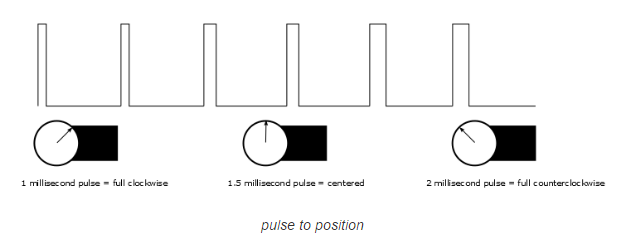 1 millisecond pulse = full clockwise
1.5 millisecond pulse = centered
2 millisecond pulse = full counterclockwise
pulse to position